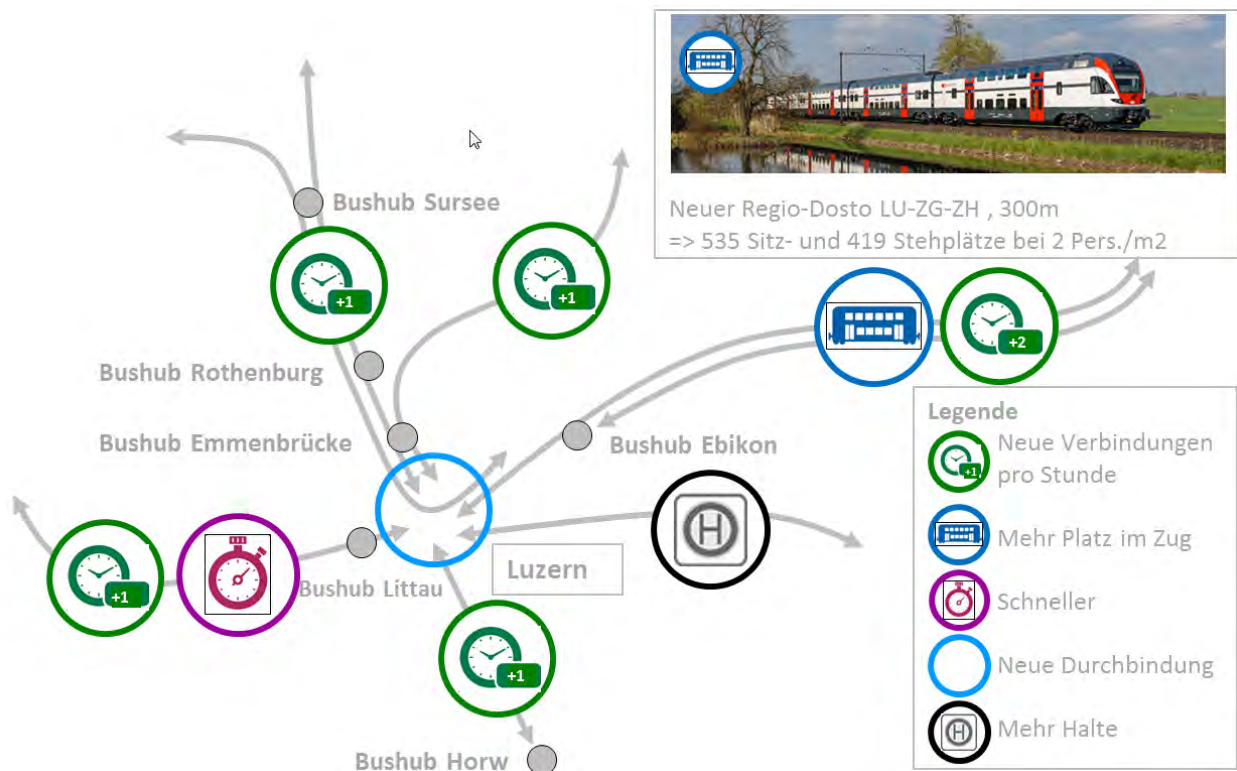 Neuer Regio-Dosto LU-ZG-ZH , 300m
=> 535 Sitz- und 419 Stehplätze bei 2 Pers./m2
Bushub Sursee
+1
+1
+2
Bushub Rothenburg
Bushub Emmenbrücke
Bushub Ebikon
H
+1
Bushub Littau
Luzern
+1
Bushub Horw
Legende
+1
Neue Verbindungen
pro Stunde
Mehr Platz im Zug
Schneller
Neue Durchbindung
H
Mehr Halte